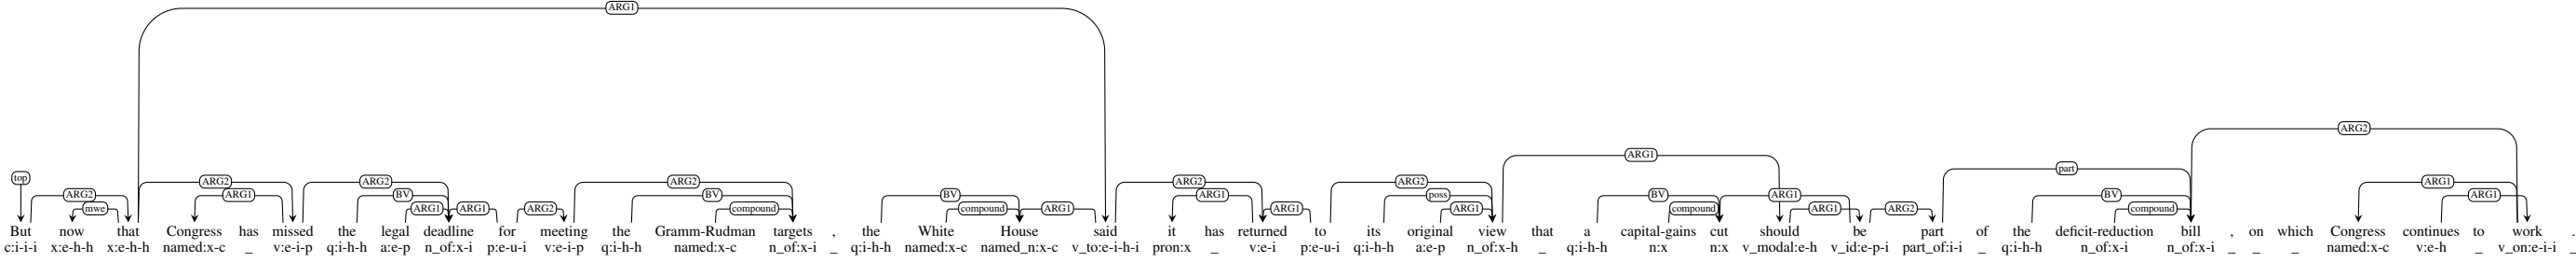 ARG1
ARG2
ARG1
part
top ARG2 ARG2 ARG2 ARG2 ARG2 ARG1
ARG2 ARG1 BV BV BV ARG1 poss BV ARG1 BV ARG1
mwe ARG1 ARG1 ARG2 compound compound ARG1 ARG1 ARG1 compound ARG1 ARG2 compound
But now that Congress has missed the legal deadline for meeting the Gramm-Rudman targets , the White House said it has returned to its original view that a capital-gains cut should be part of the deficit-reduction bill , on which Congress continues to work .
c:i-i-i x:e-h-h x:e-h-h named:x-c _ v:e-i-p q:i-h-h a:e-p n_of:x-i p:e-u-i v:e-i-p q:i-h-h named:x-c n_of:x-i _ q:i-h-h named:x-c named_n:x-c v_to:e-i-h-i pron:x _ v:e-i p:e-u-i q:i-h-h a:e-p n_of:x-h _ q:i-h-h n:x n:x v_modal:e-h v_id:e-p-i part_of:i-i _ q:i-h-h n_of:x-i n_of:x-i _ _ _ named:x-c v:e-h _ v_on:e-i-i _